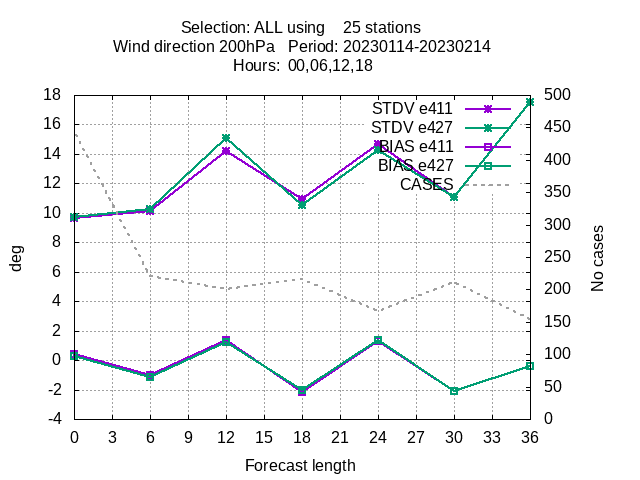 Selection: ALL using    25 stations
Wind direction 200hPa   Period: 20230114-20230214
Hours:  00,06,12,18
STDV e411
STDV e427
BIAS e411
BIAS e427
CASES
18
16
14
12
10
8
6
4
2
0
-2
-4
500
450
400
350
300
250
200
150
100
50
0
deg
No cases
0 3 6 9 12 15 18 21 24 27 30 33 36
Forecast length